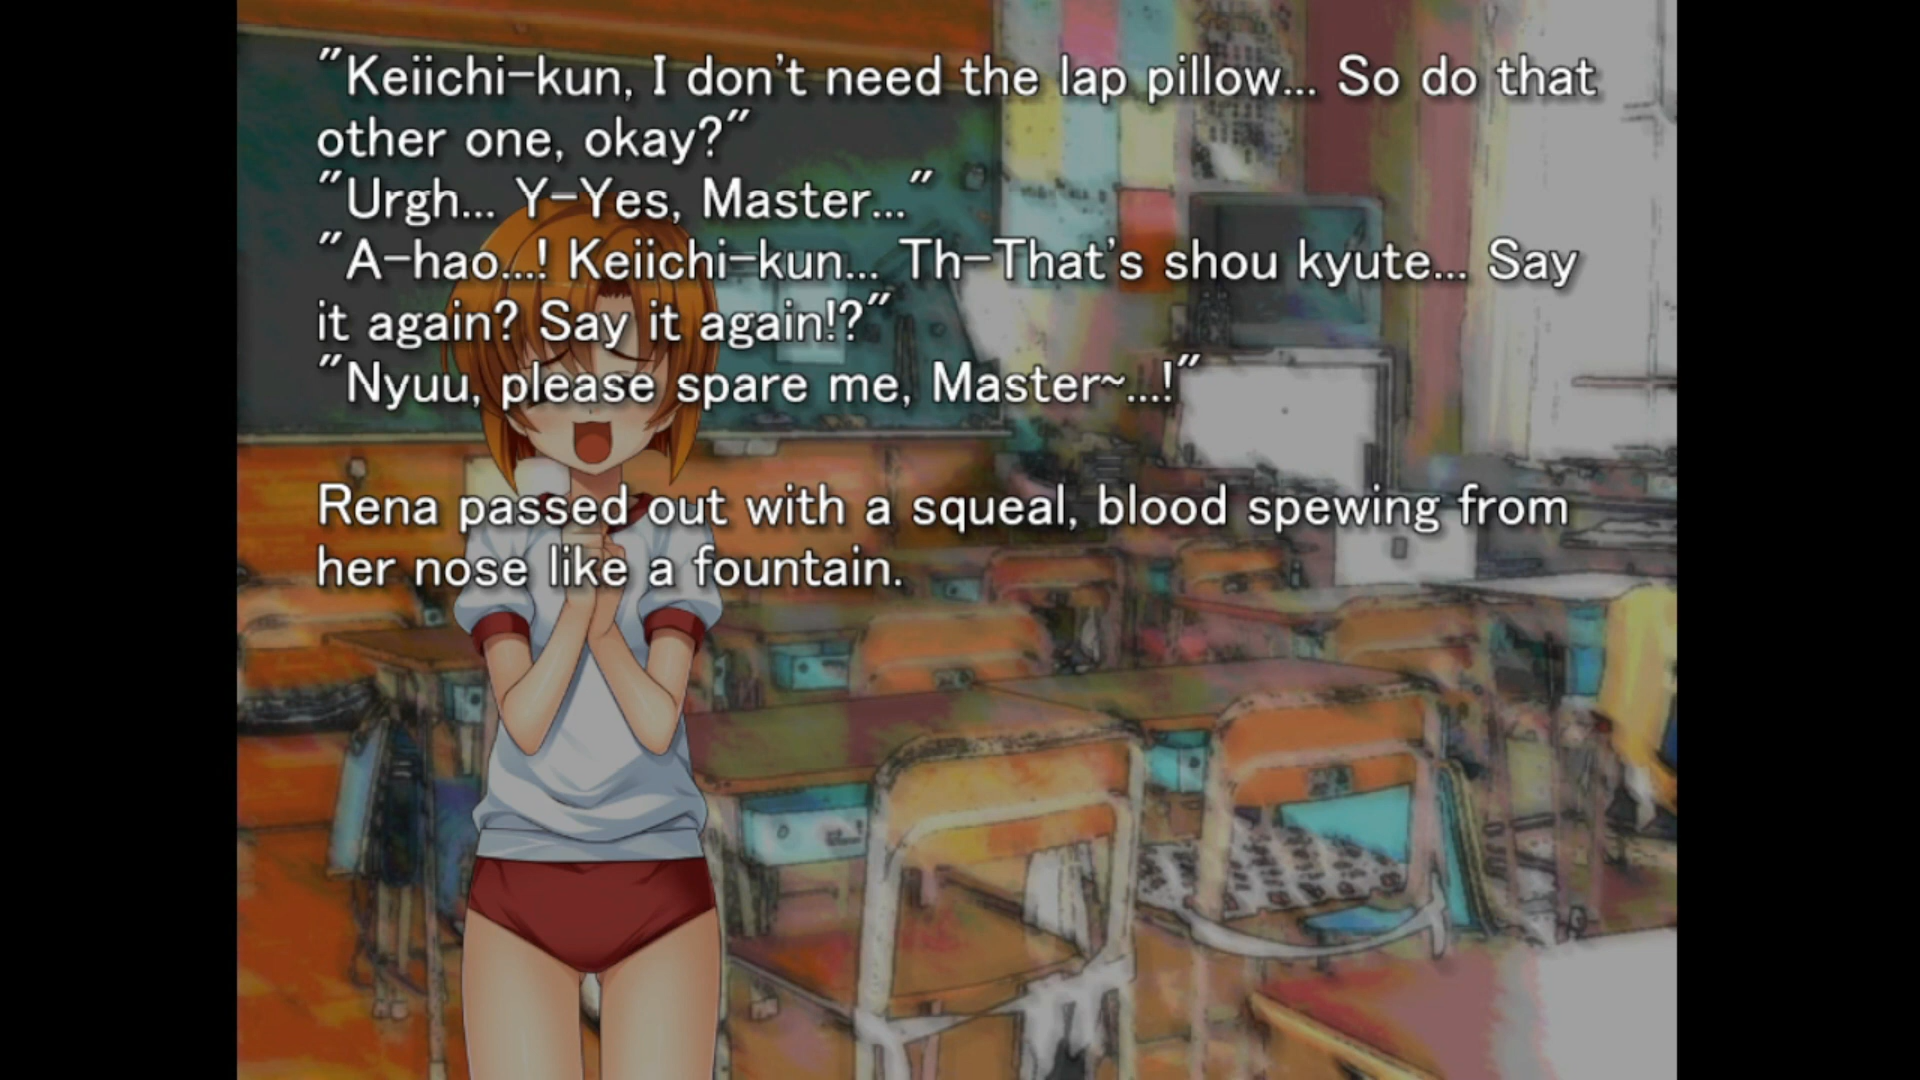 "Keiichi-kun, I don't need the lap pillow... So do that
other one, okay?"
"Urgh... Y-Yes, Master..."
"A-hao...! Keiichi-kun... Th-That's shou kyute... Say
it again? Say it again!?"
"Nyuu, please spare me, Master~...!"
Rena passed out with a squeal, blood spewing from
her nose like a fountain.